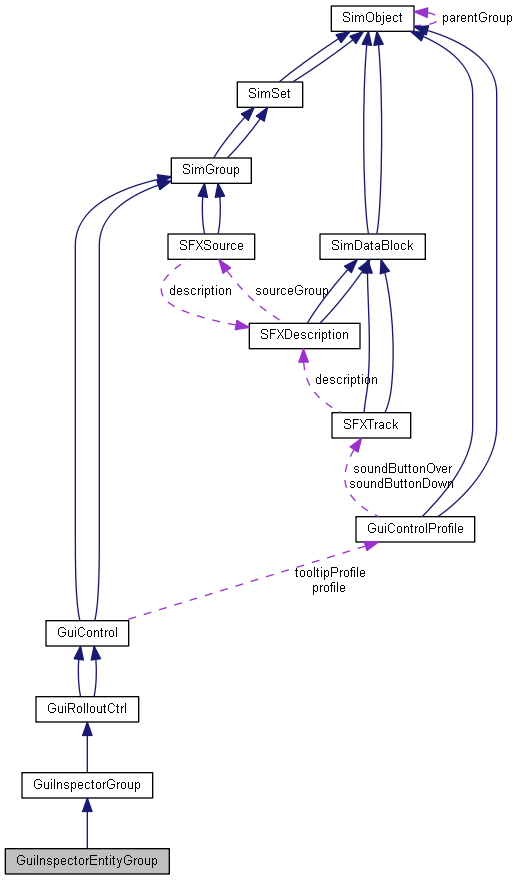 SimObject
parentGroup
SimSet
SimGroup
SFXSource
SimDataBlock
description
sourceGroup
SFXDescription
description
SFXTrack
soundButtonOver
soundButtonDown
GuiControlProfile
tooltipProfile
profile
GuiControl
GuiRolloutCtrl
GuiInspectorGroup
GuiInspectorEntityGroup